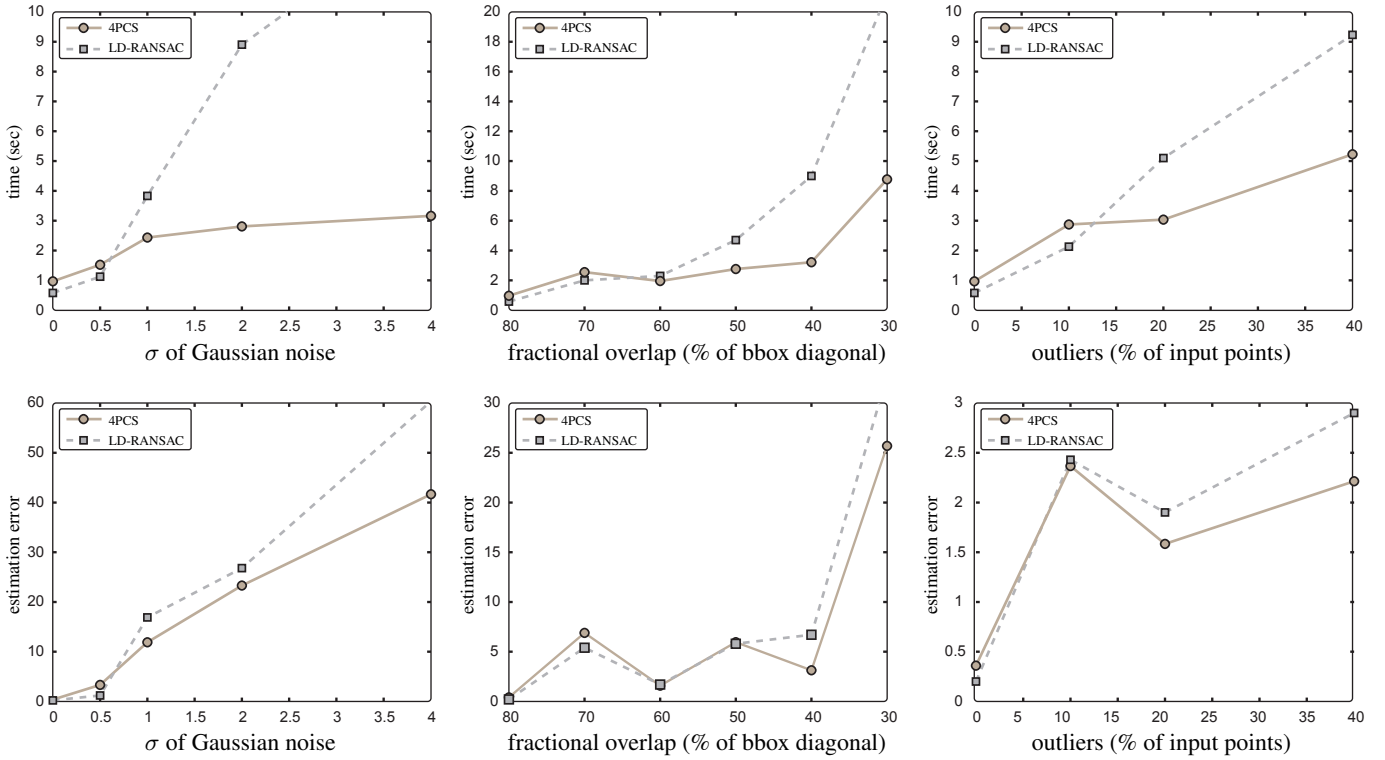 10
9
8
7
6
5
4
3
2
1
0
time (sec)
4PCS
LD-RANSAC
0 0.5 1 1.5 2 2.5 3 3.5 4
σ of Gaussian noise
20
18
16
14
12
10
8
6
4
2
0
time (sec)
4PCS
LD-RANSAC
80 70 60 50 40 30
fractional overlap (% of bbox diagonal)
10
9
8
7
6
5
4
3
2
1
0
time (sec)
4PCS
LD-RANSAC
0 5 10 15 20 25 30 35 40
outliers (% of input points)
60
50
40
30
20
10
0
estimation error
4PCS
LD-RANSAC
0 0.5 1 1.5 2 2.5 3 3.5 4
σ of Gaussian noise
30
25
20
15
10
5
0
estimation error
4PCS
LD-RANSAC
80 70 60 50 40 30
fractional overlap (% of bbox diagonal)
3
2.5
2
1.5
1
0.5
0
estimation error
4PCS
LD-RANSAC
0 5 10 15 20 25 30 35 40
outliers (% of input points)